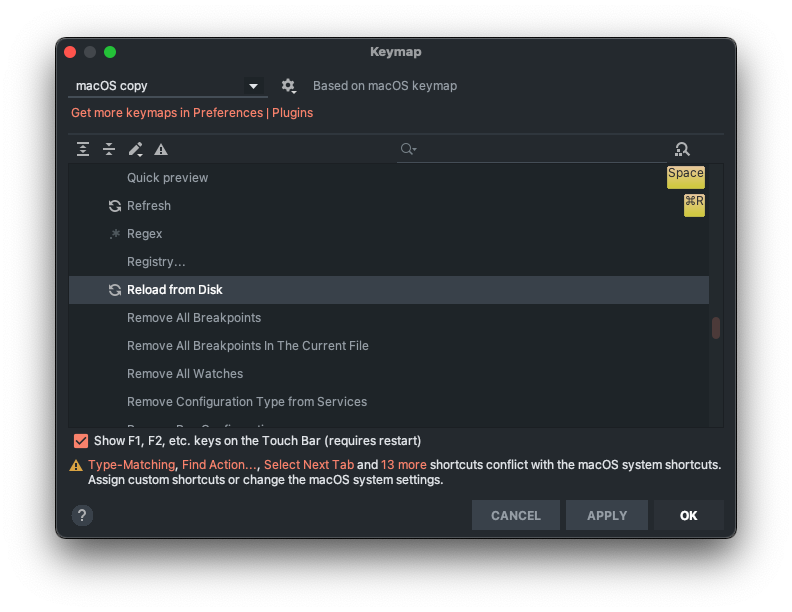 Keymap
macOS copy
Based on macOS keymap
Get more keymaps in Preferences | Plugins
Quick preview
Space
Refresh
⌘R
Regex
Registry...
Reload from Disk
Remove All Breakpoints
Remove All Breakpoints In The Current File
Remove All Watches
Remove Configuration Type from Services
Show F1, F2, etc. keys on the Touch Bar (requires restart)
Type-Matching, Find Action..., Select Next Tab and 13 more shortcuts conflict with the macOS system shortcuts.
Assign custom shortcuts or change the macOS system settings.
?
CANCEL
APPLY
OK